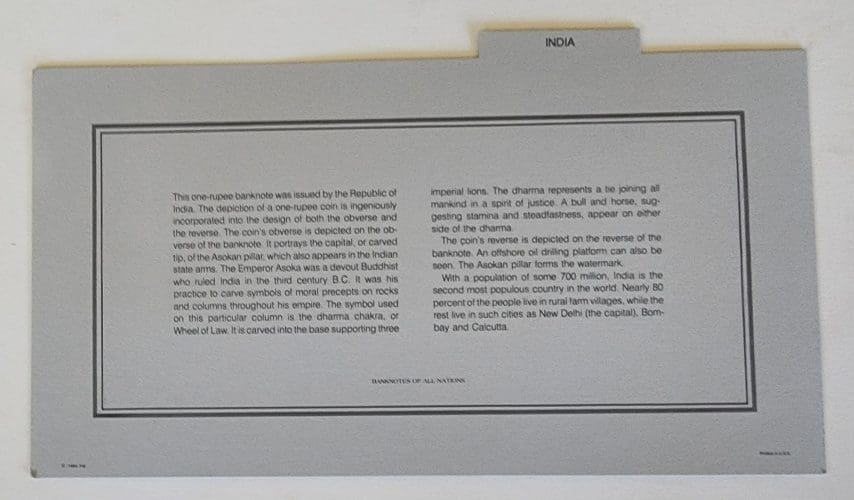 INDIA
This one-rupee banknote was issued by the Republic of
India. The depiction of a one-rupee coin is ingeniously
incorporated into the design of both the obverse and
the reverse. The coin's obverse is depicted on the ob-
verse of the banknote. It portrays the capital, or carved
tip, of the Asokan pillar, which also appears in the Indian
state arms. The Emperor Asoka was a devout Buddhist
who ruled India in the third century B.C. It was his
practice to carve symbols of moral precepts on rocks
and columns throughout his empire. The symbol used
on this particular column is the dharma chakra, or
Wheel of Law. It is carved into the base supporting three
imperial lions. The dharma represents a tie joining all
mankind in a spirit of justice. A bull and horse, sug-
gesting stamina and steadfastness, appear on either
side of the dharma.
The coin's reverse is depicted on the reverse of the
banknote. An offshore oil drilling platform can also be
seen. The Asokan pillar forms the watermark.
With a population of some 700 million, India is the
second most populous country in the world. Nearly 80
percent of the people live in rural farm villages, while the
rest live in such cities as New Delhi (the capital), Bom-
bay and Calcutta.
BANKNOTES OF ALL NATIONS